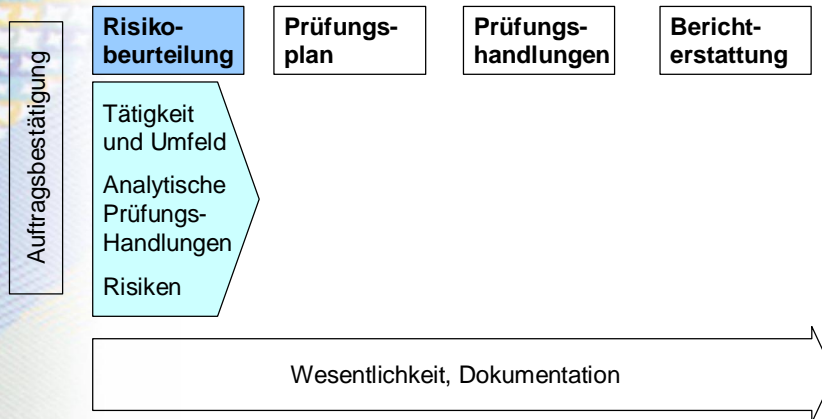 Auftragsbestätigung
Risiko-
beurteilung
Prüfungs-
plan
Prüfungs-
handlungen
Bericht-
erstattung
Tätigkeit
und Umfeld
Analytische
Prüfungs-
Handlungen
Risiken
Wesentlichkeit, Dokumentation